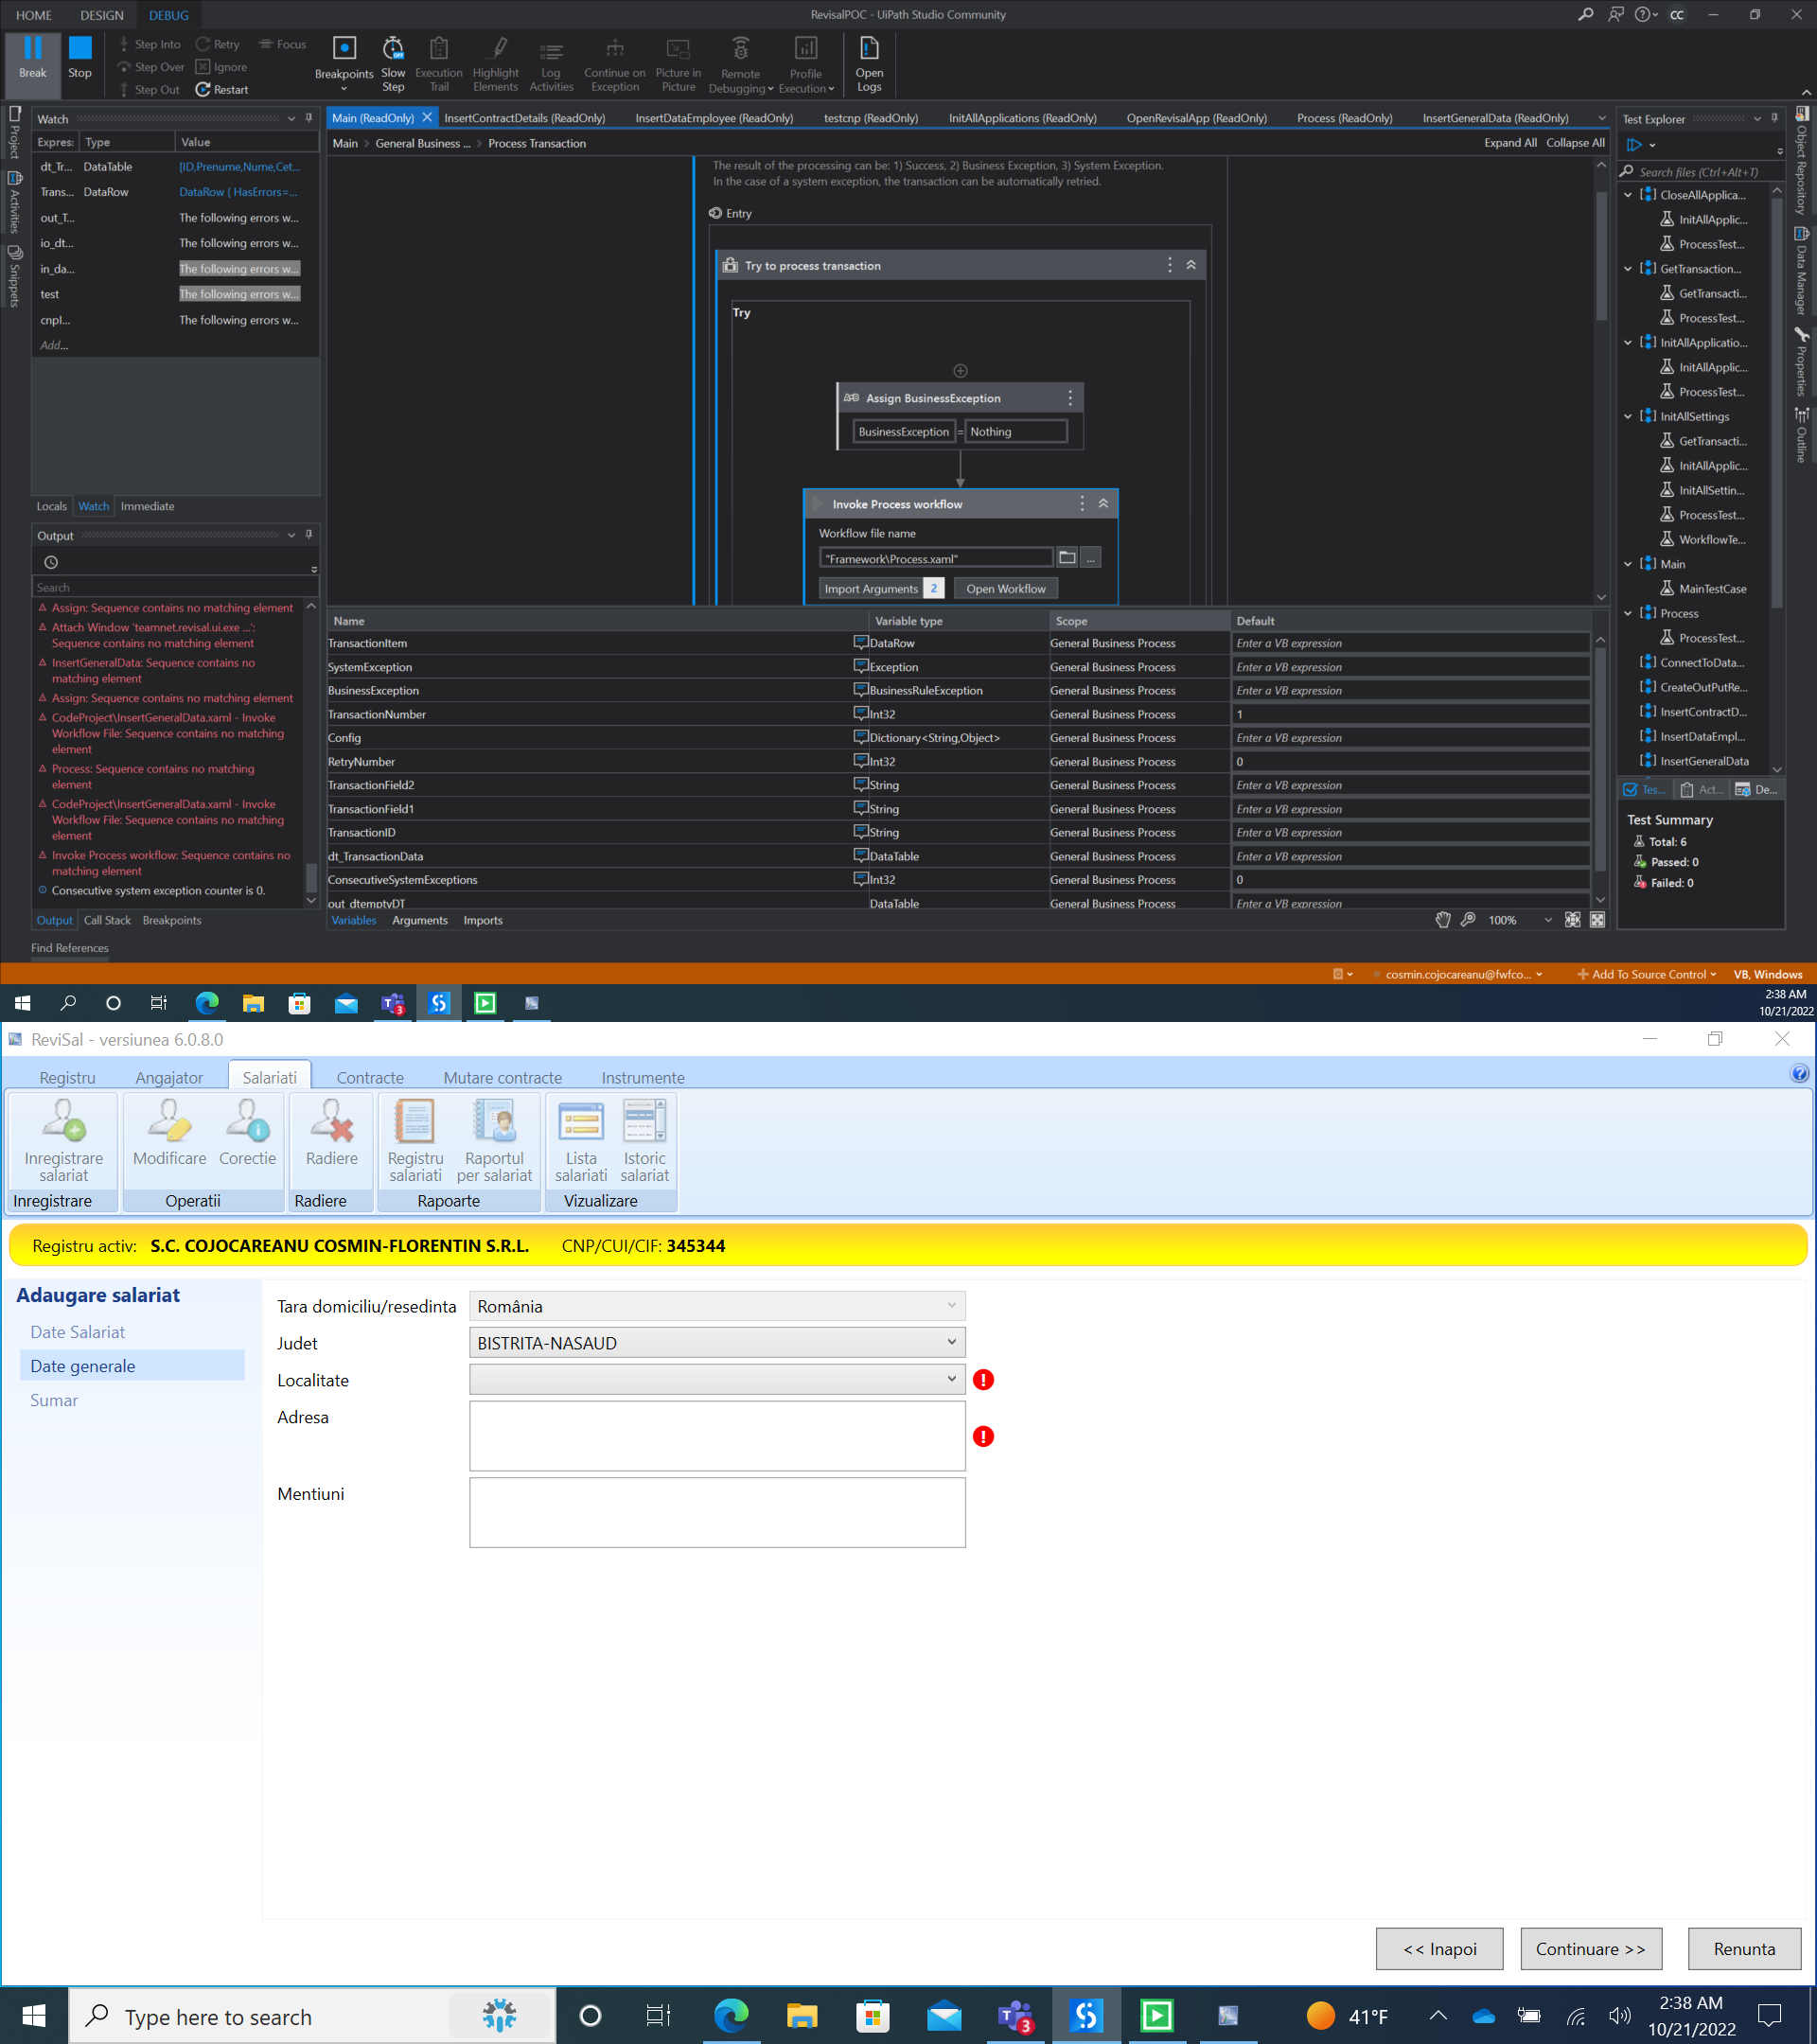 HOME DESIGN DEBUG
RevisalPOC - UiPath Studio Community
CC
Break
Stop
Step Into
Step Over
Step Out
Retry
Ignore
Restart
Focus
Breakpoints
Slow Step
Execution Trail
Highlight Elements
Log Activities
Continue on Exception
Picture in Picture
Remote Debugging
Profile Execution
Open Logs
Project
Activities
Snippets
Watch
Expres: Type Value
dt_Tr... DataTable [ID,Prenume,Nume,Cet...
Trans... DataRow DataRow { HasErrors=...
out_T... The following errors w...
io_dt... The following errors w...
in_da... The following errors w...
test The following errors w...
cnpI... The following errors w...
Add...
Locals Watch Immediate
Output
Search
Assign: Sequence contains no matching element
Attach Window 'teamnet.revisal.ui.exe ...':
Sequence contains no matching element
InsertGeneralData: Sequence contains no
matching element
Assign: Sequence contains no matching element
CodeProject\InsertGeneralData.xaml - Invoke
Workflow File: Sequence contains no matching
element
Process: Sequence contains no matching
element
CodeProject\InsertGeneralData.xaml - Invoke
Workflow File: Sequence contains no matching
element
Invoke Process workflow: Sequence contains no
matching element
Consecutive system exception counter is 0.
Output Call Stack Breakpoints
Find References
Main (ReadOnly) InsertContractDetails (ReadOnly) InsertDataEmployee (ReadOnly) testcnp (ReadOnly) InitAllApplications (ReadOnly) OpenRevisalApp (ReadOnly) Process (ReadOnly) InsertGeneralData (ReadOnly)
Main > General Business ... > Process Transaction
Expand All Collapse All
The result of the processing can be: 1) Success, 2) Business Exception, 3) System Exception.
In the case of a system exception, the transaction can be automatically retried.
Entry
Try to process transaction
Try
Assign BusinessException
BusinessException = Nothing
Invoke Process workflow
Workflow file name
"Framework\Process.xaml"
...
Import Arguments 2 Open Workflow
Name Variable type Scope Default
TransactionItem DataRow General Business Process Enter a VB expression
SystemException Exception General Business Process Enter a VB expression
BusinessException BusinessRuleException General Business Process Enter a VB expression
TransactionNumber Int32 General Business Process 1
Config Dictionary<String,Object> General Business Process Enter a VB expression
RetryNumber Int32 General Business Process 0
TransactionField2 String General Business Process Enter a VB expression
TransactionField1 String General Business Process Enter a VB expression
TransactionID String General Business Process Enter a VB expression
dt_TransactionData DataTable General Business Process Enter a VB expression
ConsecutiveSystemExceptions Int32 General Business Process 0
out_dtemptyDT DataTable General Business Process Enter a VB expression
Variables Arguments Imports
100%
Test Explorer
Search files (Ctrl+Alt+T)
CloseAllApplica...
InitAllApplic...
ProcessTest...
GetTransaction...
GetTransacti...
ProcessTest...
InitAllApplicatio...
InitAllApplic...
ProcessTest...
InitAllSettings
GetTransacti...
InitAllApplic...
InitAllSettin...
ProcessTest...
WorkflowTe...
Main
MainTestCase
Process
ProcessTest...
ConnectToData...
CreateOutPutRe...
InsertContractD...
InsertDataEmpl...
InsertGeneralData
Tes... Act... De...
Test Summary
Total: 6
Passed: 0
Failed: 0
Object Repository
Data Manager
Properties
Outline
cosmin.cojocareanu@fwfco...
Add To Source Control
VB, Windows
3
2:38 AM
10/21/2022
ReviSal - versiunea 6.0.8.0
Registru Angajator Salariati Contracte Mutare contracte Instrumente
Inregistrare salariat
Modificare
Corectie
Radiere
Registru salariati
Raportul per salariat
Lista salariati
Istoric salariat
Inregistrare Operatii Radiere Rapoarte Vizualizare
Registru activ: S.C. COJOCAREANU COSMIN-FLORENTIN S.R.L. CNP/CUI/CIF: 345344
Adaugare salariat
Date Salariat
Date generale
Sumar
Tara domiciliu/resedinta România
Judet BISTRITA-NASAUD
Localitate
Adresa
Mentiuni
<< Inapoi Continuare >> Renunta
Type here to search
3
41°F
2:38 AM
10/21/2022